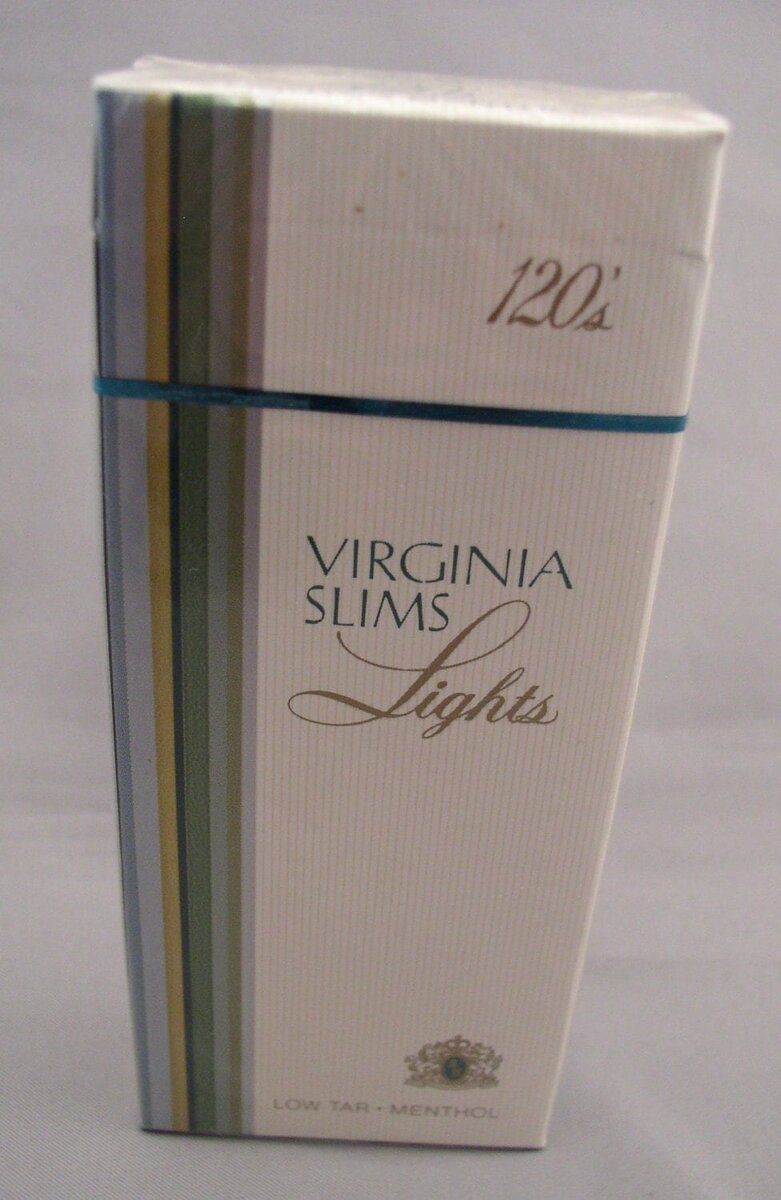 120's
VIRGINIA
SLIMS
Lights
LOW TAR • MENTHOL